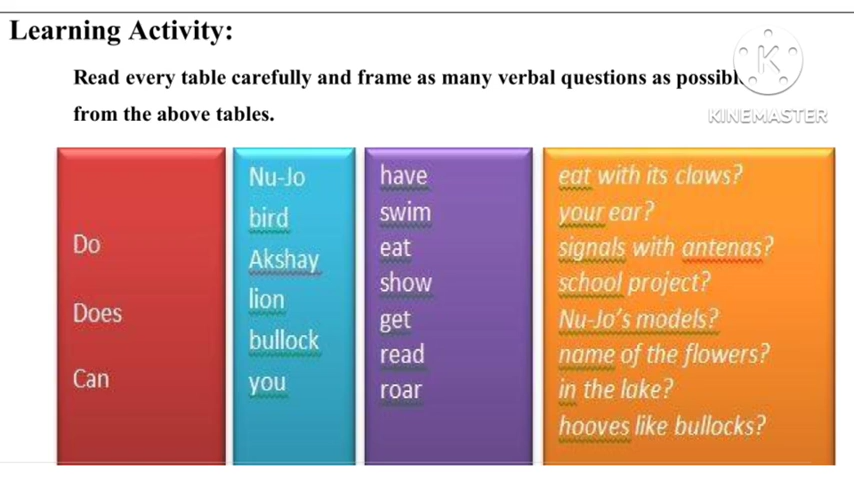 Learning Activity:
Read every table carefully and frame as many verbal questions as possible
from the above tables.
K
KINEMASTER
Do
Does
Can
Nu-Jo
bird
Akshay
lion
bullock
you
have
swim
eat
show
get
read
roar
eat with its claws?
your ear?
signals with antenas?
school project?
Nu-Jo's models?
name of the flowers?
in the lake?
hooves like bullocks?